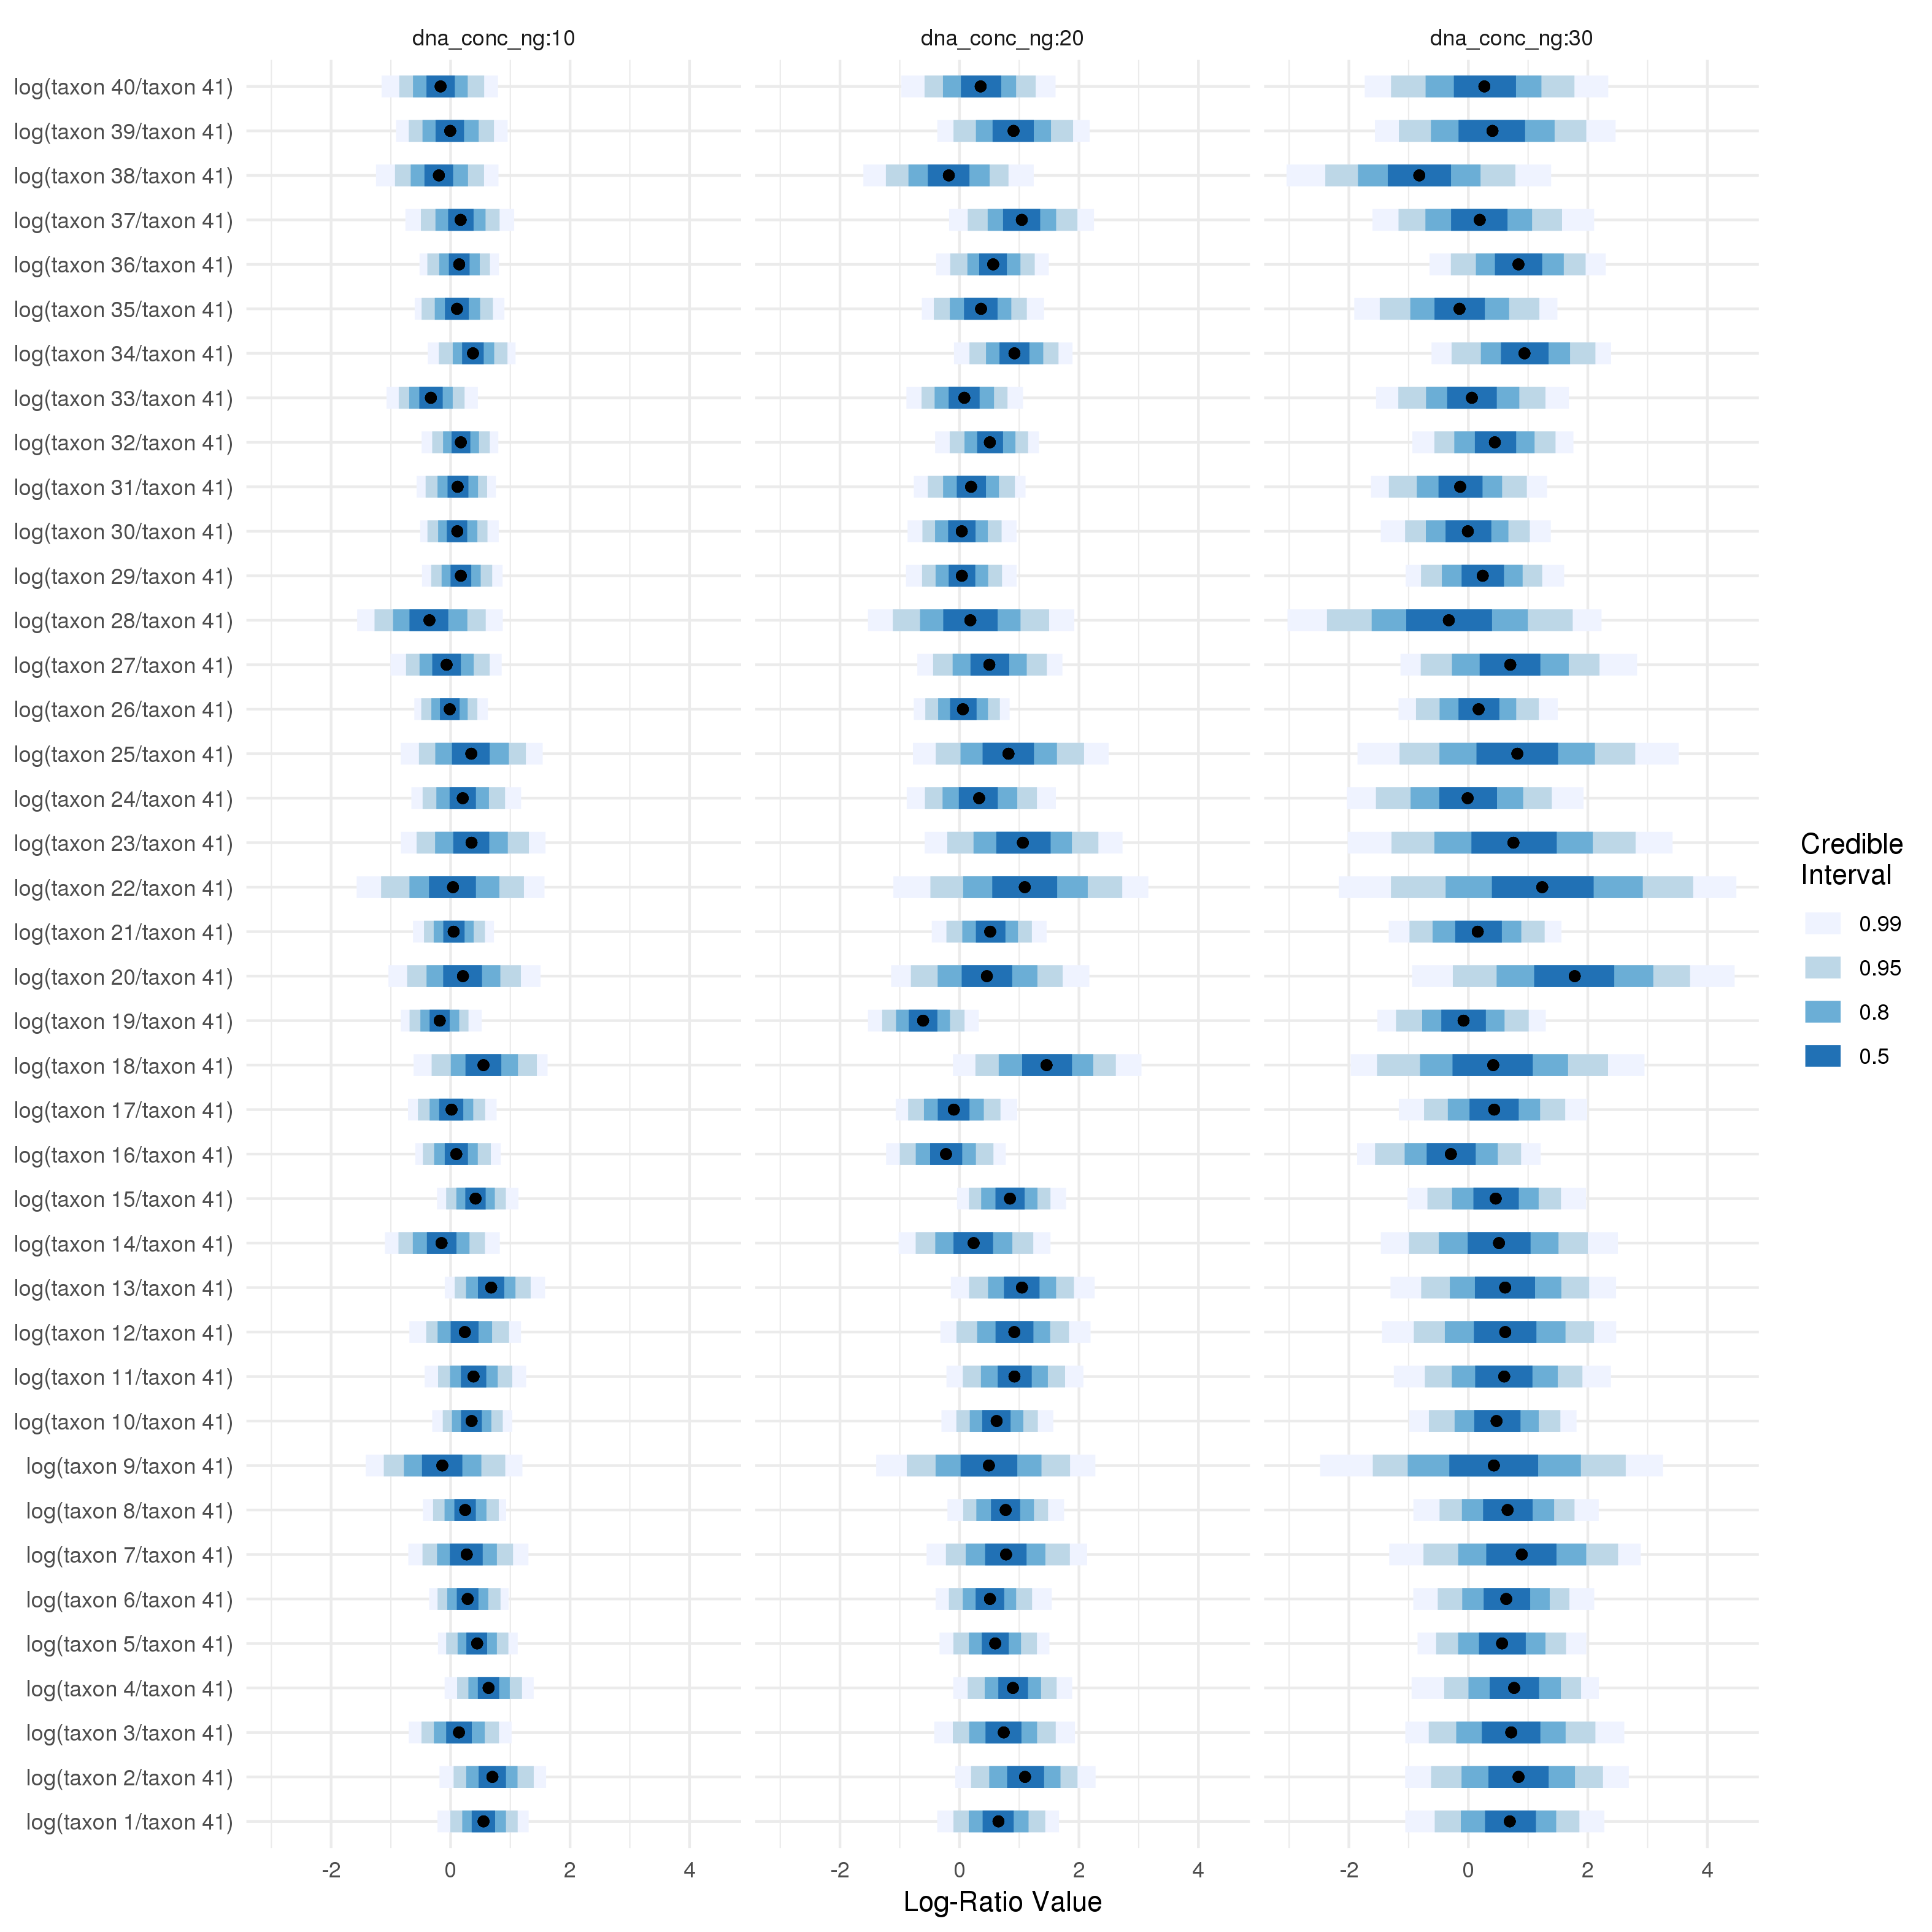 dna_conc_ng:10 dna_conc_ng:20 dna_conc_ng:30
log(taxon 40/taxon 41)
log(taxon 39/taxon 41)
log(taxon 38/taxon 41)
log(taxon 37/taxon 41)
log(taxon 36/taxon 41)
log(taxon 35/taxon 41)
log(taxon 34/taxon 41)
log(taxon 33/taxon 41)
log(taxon 32/taxon 41)
log(taxon 31/taxon 41)
log(taxon 30/taxon 41)
log(taxon 29/taxon 41)
log(taxon 28/taxon 41)
log(taxon 27/taxon 41)
log(taxon 26/taxon 41)
log(taxon 25/taxon 41)
log(taxon 24/taxon 41)
log(taxon 23/taxon 41)
log(taxon 22/taxon 41)
log(taxon 21/taxon 41)
log(taxon 20/taxon 41)
log(taxon 19/taxon 41)
log(taxon 18/taxon 41)
log(taxon 17/taxon 41)
log(taxon 16/taxon 41)
log(taxon 15/taxon 41)
log(taxon 14/taxon 41)
log(taxon 13/taxon 41)
log(taxon 12/taxon 41)
log(taxon 11/taxon 41)
log(taxon 10/taxon 41)
log(taxon 9/taxon 41)
log(taxon 8/taxon 41)
log(taxon 7/taxon 41)
log(taxon 6/taxon 41)
log(taxon 5/taxon 41)
log(taxon 4/taxon 41)
log(taxon 3/taxon 41)
log(taxon 2/taxon 41)
log(taxon 1/taxon 41)
-2 0 2 4 -2 0 2 4 -2 0 2 4
Log-Ratio Value
Credible
Interval
0.99
0.95
0.8
0.5